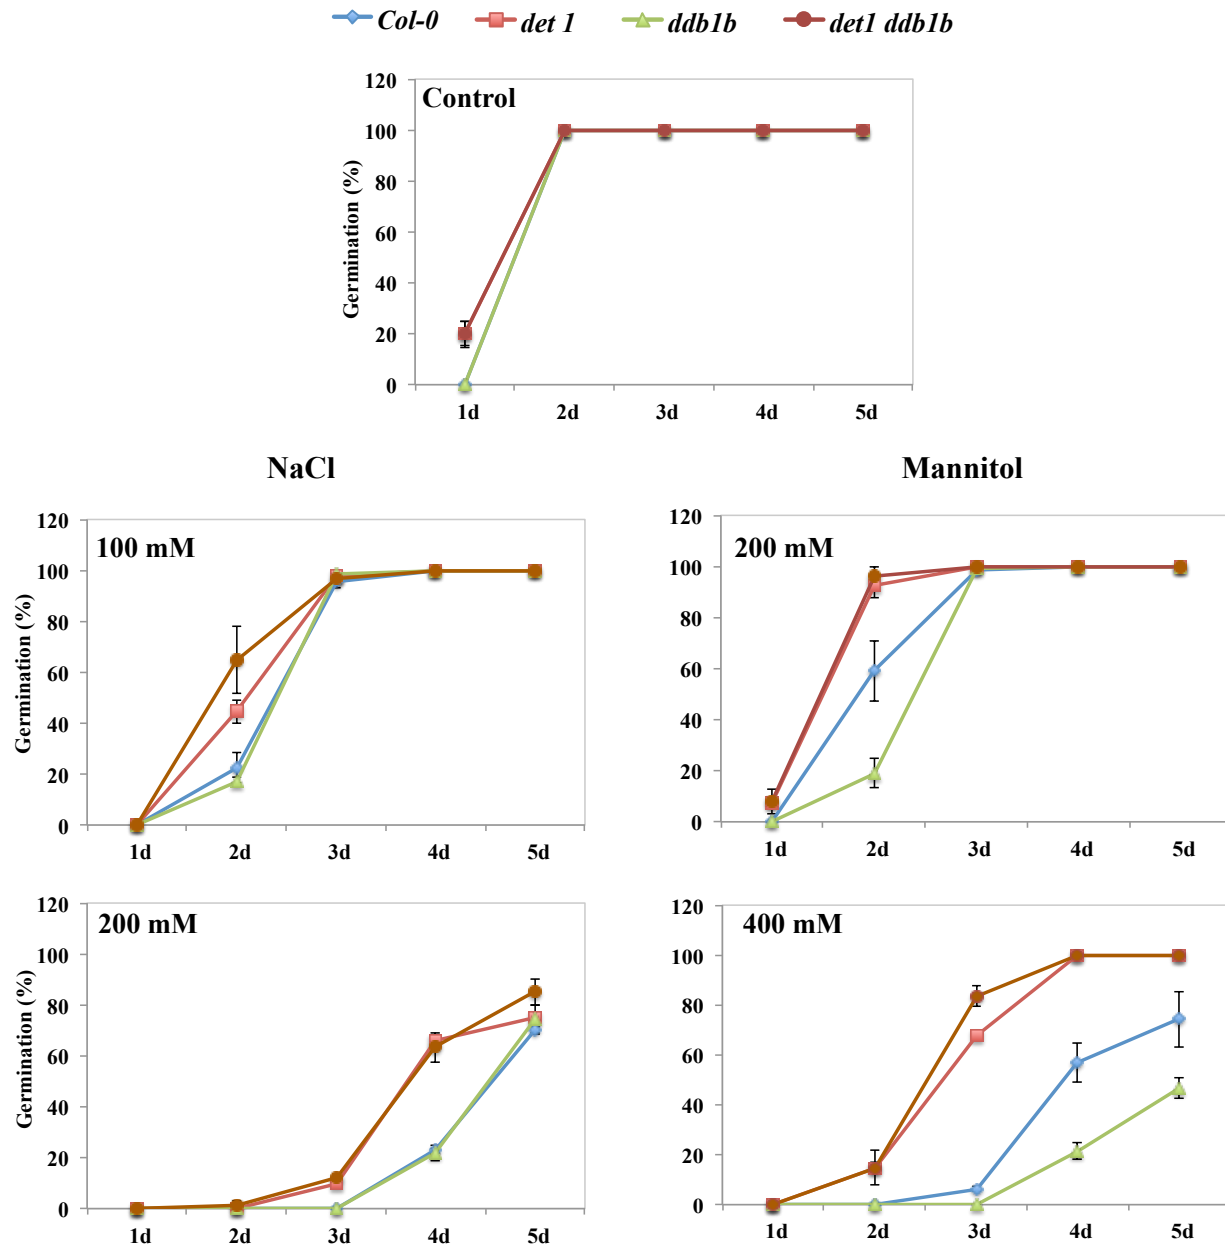 Col-0 det 1 ddb1b det1 ddb1b
Control
Germination (%)
120
100
80
60
40
20
0
1d 2d 3d 4d 5d
NaCl
Mannitol
100 mM
Germination (%)
120
100
80
60
40
20
0
1d 2d 3d 4d 5d
200 mM
120
100
80
60
40
20
0
1d 2d 3d 4d 5d
200 mM
Germination (%)
120
100
80
60
40
20
0
1d 2d 3d 4d 5d
400 mM
120
100
80
60
40
20
0
1d 2d 3d 4d 5d